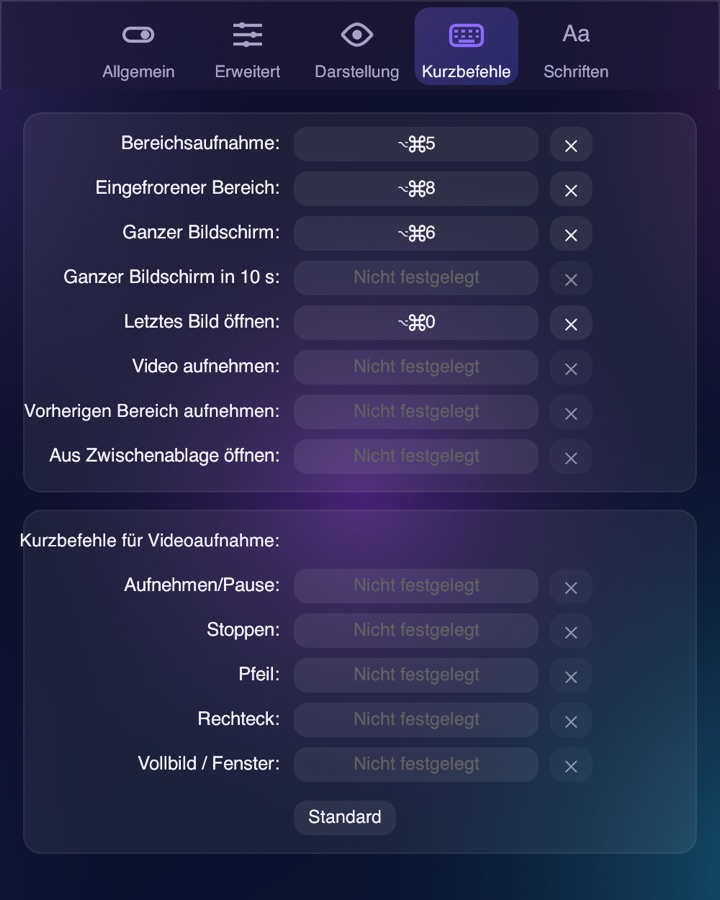 Allgemein Erweitert Darstellung Kurzbefehle Aa Schriften
Bereichsaufnahme: ⌥⌘5
Eingefrorener Bereich: ⌥⌘8
Ganzer Bildschirm: ⌥⌘6
Ganzer Bildschirm in 10 s: Nicht festgelegt
Letztes Bild öffnen: ⌥⌘0
Video aufnehmen: Nicht festgelegt
Vorherigen Bereich aufnehmen: Nicht festgelegt
Aus Zwischenablage öffnen: Nicht festgelegt
Kurzbefehle für Videoaufnahme:
Aufnehmen/Pause: Nicht festgelegt
Stoppen: Nicht festgelegt
Pfeil: Nicht festgelegt
Rechteck: Nicht festgelegt
Vollbild / Fenster: Nicht festgelegt
Standard